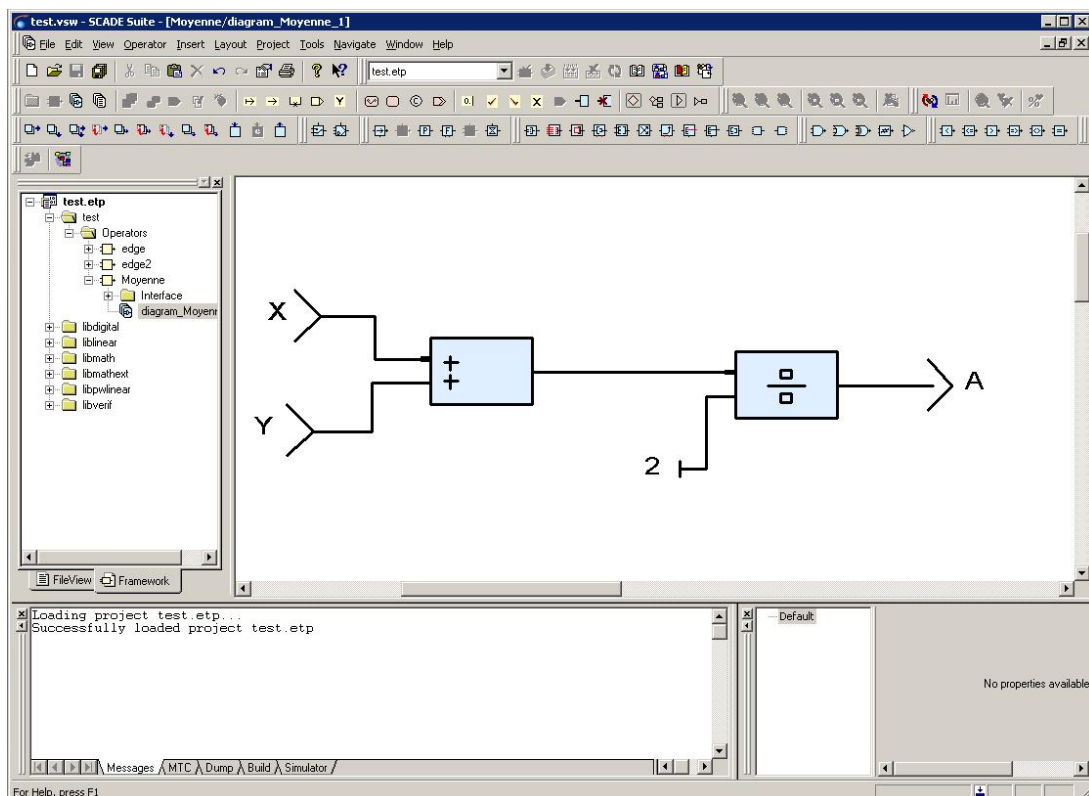 test.vsw - SCADE Suite - [Moyenne/diagram_Moyenne_1]
File Edit View Operator Insert Layout Project Tools Navigate Window Help
test.etp
test.etp
test
Operators
edge
edge2
Moyenne
Interface
diagram_Moyenr
libdigital
liblinear
libmath
libmathext
libpwlinear
libverif
FileView Framework
X
+
+
Y
2
A
Loading project test.etp...
Successfully loaded project test.etp
Messages MTC Dump Build Simulator
Default
No properties available
For Help, press F1